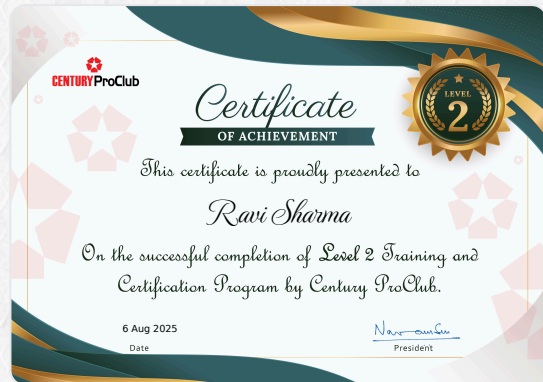 CENTURY ProClub
Certificate
OF ACHIEVEMENT
LEVEL
2
This certificate is proudly presented to
Ravi Sharma
On the successful completion of Level 2 Training and
Certification Program by Century ProClub.
6 Aug 2025
Date
President